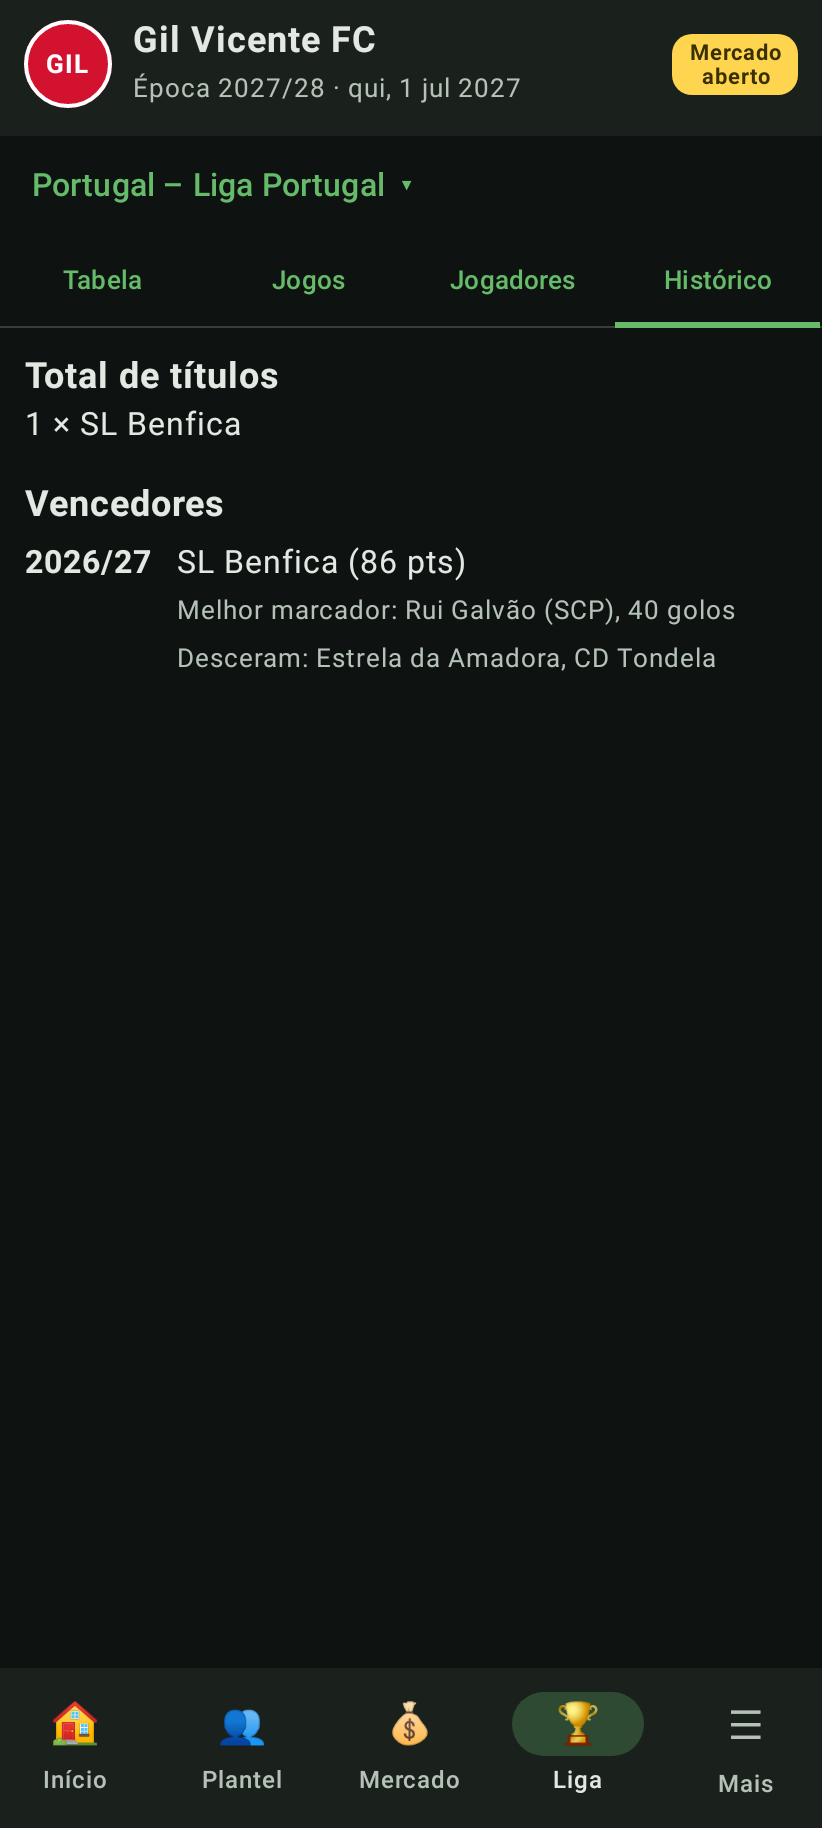 GIL
Gil Vicente FC
Época 2027/28 · qui, 1 jul 2027
Mercado
aberto
Portugal – Liga Portugal ▼
Tabela
Jogos
Jogadores
Histórico
Total de títulos
1 × SL Benfica
Vencedores
2026/27 SL Benfica (86 pts)
Melhor marcador: Rui Galvão (SCP), 40 golos
Desceram: Estrela da Amadora, CD Tondela
Início
Plantel
Mercado
Liga
Mais